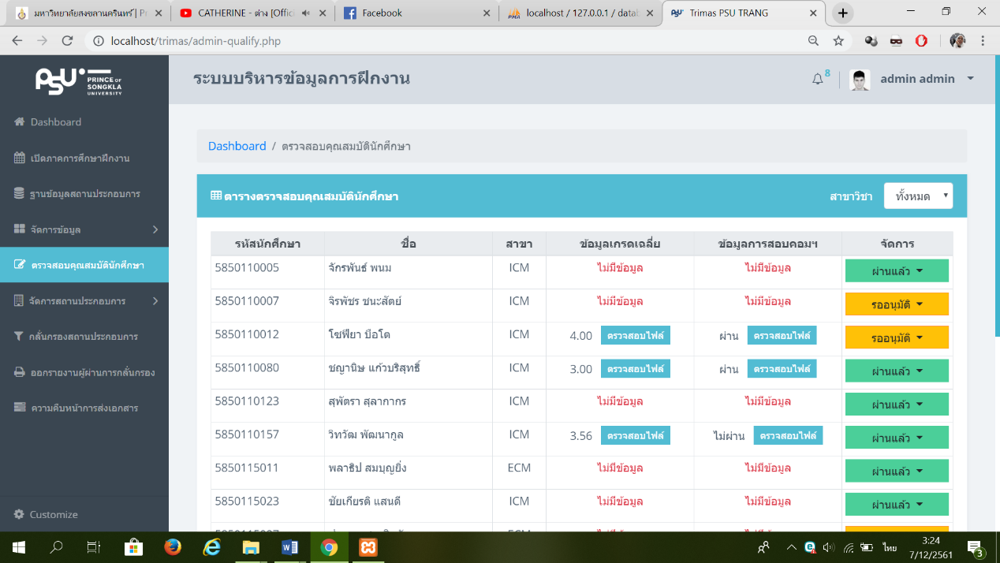 มหาวิทยาลัยสงขลานครินทร์ | Pr
CATHERINE - ต่าง [Offic
Facebook
localhost / 127.0.0.1 / datab
Trimas PSU TRANG
localhost/trimas/admin-qualify.php
PSU PRINCE OF SONGKLA UNIVERSITY
ระบบบริหารข้อมูลการฝึกงาน
8
admin admin
Dashboard
เปิดภาคการศึกษาฝึกงาน
ฐานข้อมูลสถานประกอบการ
จัดการข้อมูล
ตรวจสอบคุณสมบัตินักศึกษา
จัดการสถานประกอบการ
กลั่นกรองสถานประกอบการ
ออกรายงานผู้ผ่านการกลั่นกรอง
ความคืบหน้าการส่งเอกสาร
Customize
Dashboard / ตรวจสอบคุณสมบัตินักศึกษา
ตารางตรวจสอบคุณสมบัตินักศึกษา
สาขาวิชา ทั้งหมด
รหัสนักศึกษา ชื่อ สาขา ข้อมูลเกรดเฉลี่ย ข้อมูลการสอบคอมฯ จัดการ
5850110005 จักรพันธ์ พนม ICM ไม่มีข้อมูล ไม่มีข้อมูล ผ่านแล้ว
5850110007 จิรพัชร ชนะสัตย์ ICM ไม่มีข้อมูล ไม่มีข้อมูล รออนุมัติ
5850110012 โซฟียา บือโต ICM 4.00 ตรวจสอบไฟล์ ผ่าน ตรวจสอบไฟล์ รออนุมัติ
5850110080 ชญานิษ แก้วบริสุทธิ์ ICM 3.00 ตรวจสอบไฟล์ ผ่าน ตรวจสอบไฟล์ ผ่านแล้ว
5850110123 สุพัตรา สุลากากร ICM ไม่มีข้อมูล ไม่มีข้อมูล ผ่านแล้ว
5850110157 วิทวัฒ พัฒนากูล ICM 3.56 ตรวจสอบไฟล์ ไม่ผ่าน ตรวจสอบไฟล์ ผ่านแล้ว
5850115011 พลาธิป สมบุญยิ่ง ECM ไม่มีข้อมูล ไม่มีข้อมูล ผ่านแล้ว
5850115023 ชัยเกียรติ แสนดี ICM ไม่มีข้อมูล ไม่มีข้อมูล ผ่านแล้ว
ไทย
3:24
7/12/2561
3